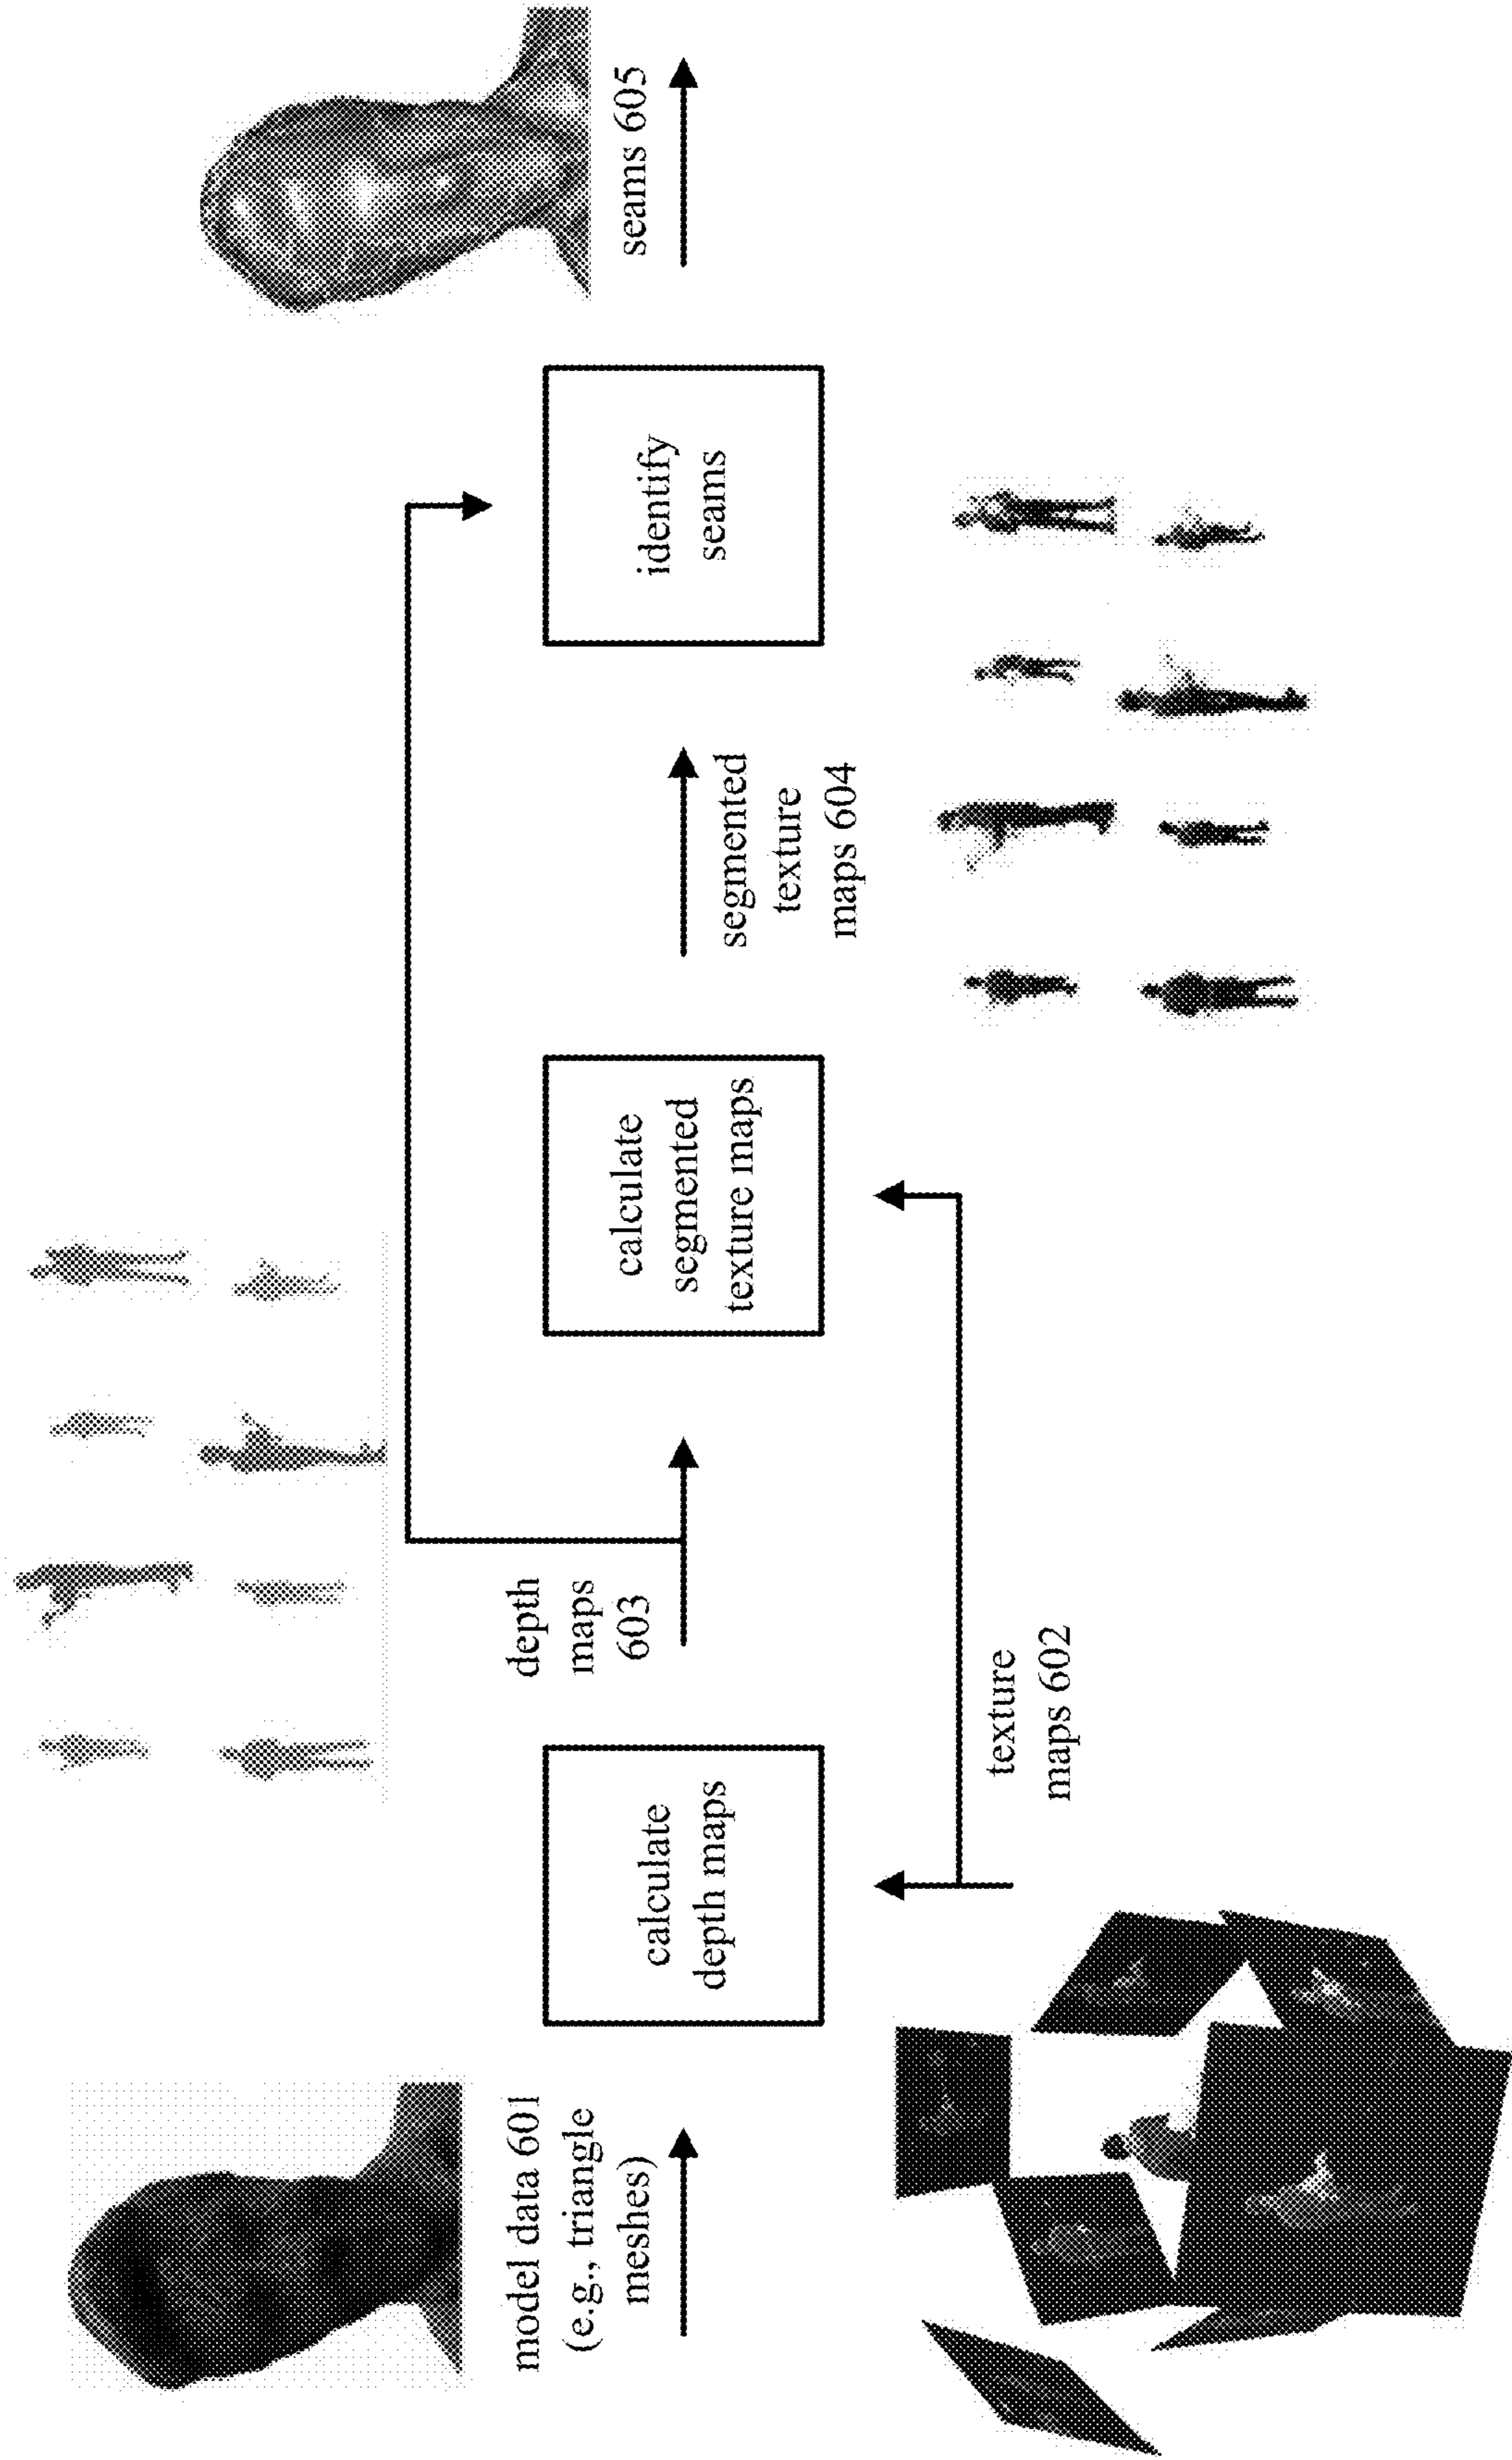 model data 601
(e.g., triangle
meshes)
calculate
depth maps
depth
maps
603
texture
maps 602
calculate
segmented
texture maps
segmented
texture
maps 604
identify
seams
seams 605